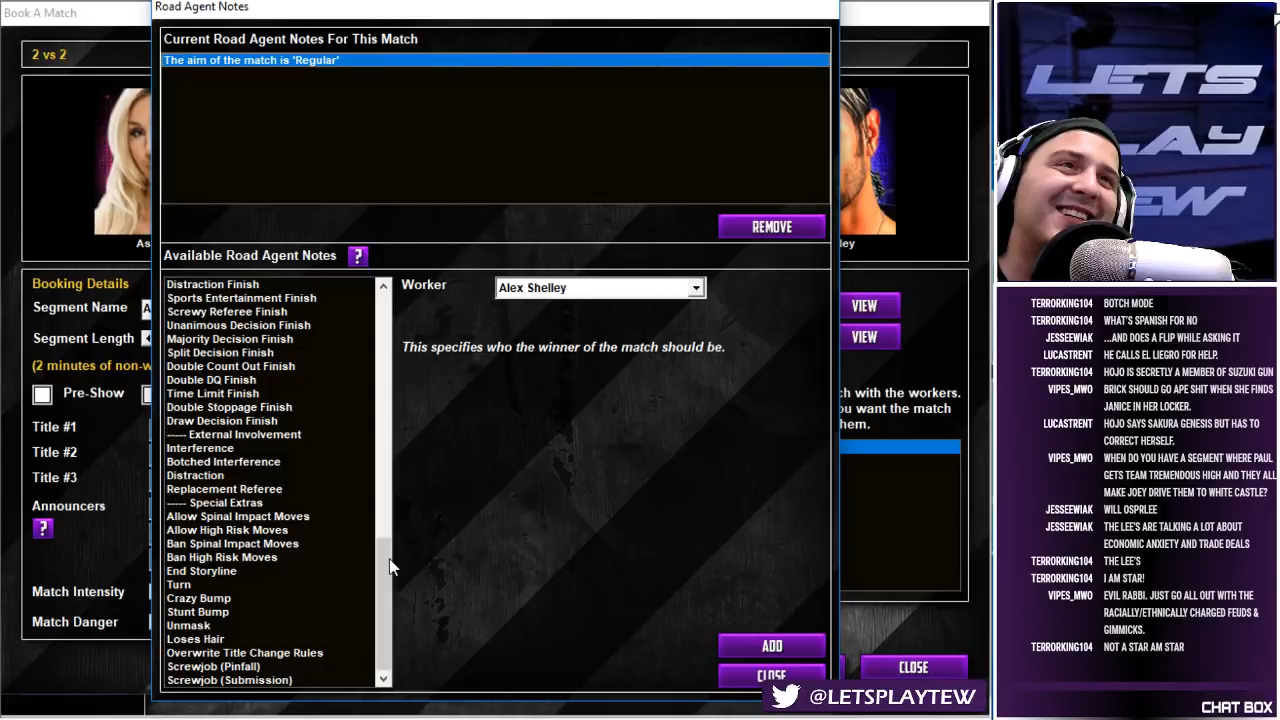 Book A Match
Road Agent Notes
2 vs 2
Current Road Agent Notes For This Match
The aim of the match is 'Regular'
REMOVE
As
ley
Available Road Agent Notes
?
Distraction Finish
Sports Entertainment Finish
Screwy Referee Finish
Unanimous Decision Finish
Majority Decision Finish
Split Decision Finish
Double Count Out Finish
Double DQ Finish
Time Limit Finish
Double Stoppage Finish
Draw Decision Finish
------ External Involvement
Interference
Botched Interference
Distraction
Replacement Referee
------ Special Extras
Allow Spinal Impact Moves
Allow High Risk Moves
Ban Spinal Impact Moves
Ban High Risk Moves
End Storyline
Turn
Crazy Bump
Stunt Bump
Unmask
Loses Hair
Overwrite Title Change Rules
Screwjob (Pinfall)
Screwjob (Submission)
Worker
Alex Shelley
This specifies who the winner of the match should be.
ADD
CLOSE
Booking Details
Segment Name
A
Segment Length
(2 minutes of non-w
Pre-Show
Title #1
Title #2
Title #3
Announcers
?
Match Intensity
Match Danger
VIEW
VIEW
ch with the workers.
ou want the match
them.
CLOSE
@LETSPLAYTEW
LETS
PLAY
TEW
TERRORKING104 BOTCH MODE
TERRORKING104 WHAT'S SPANISH FOR NO
JESSEEWIAK ...AND DOES A FLIP WHILE ASKING IT
LUCASTRENT HE CALLS EL LIEGRO FOR HELP.
TERRORKING104 HOJO IS SECRETLY A MEMBER OF SUZUKI GUN
VIPES_MWO BRICK SHOULD GO APE SHIT WHEN SHE FINDS
JANICE IN HER LOCKER.
LUCASTRENT HOJO SAYS SAKURA GENESIS BUT HAS TO
CORRECT HERSELF.
VIPES_MWO WHEN DO YOU HAVE A SEGMENT WHERE PAUL
GETS TEAM TREMENDOUS HIGH AND THEY ALL
MAKE JOEY DRIVE THEM TO WHITE CASTLE?
JESSEEWIAK WILL OSPRLEE
JESSEEWIAK THE LEE'S ARE TALKING A LOT ABOUT
ECONOMIC ANXIETY AND TRADE DEALS
TERRORKING104 THE LEE'S
TERRORKING104 I AM STAR!
VIPES_MWO EVIL RABBI. JUST GO ALL OUT WITH THE
RACIALLY/ETHNICALLY CHARGED FEUDS &
GIMMICKS.
TERRORKING104 NOT A STAR AM STAR
CHAT BOX